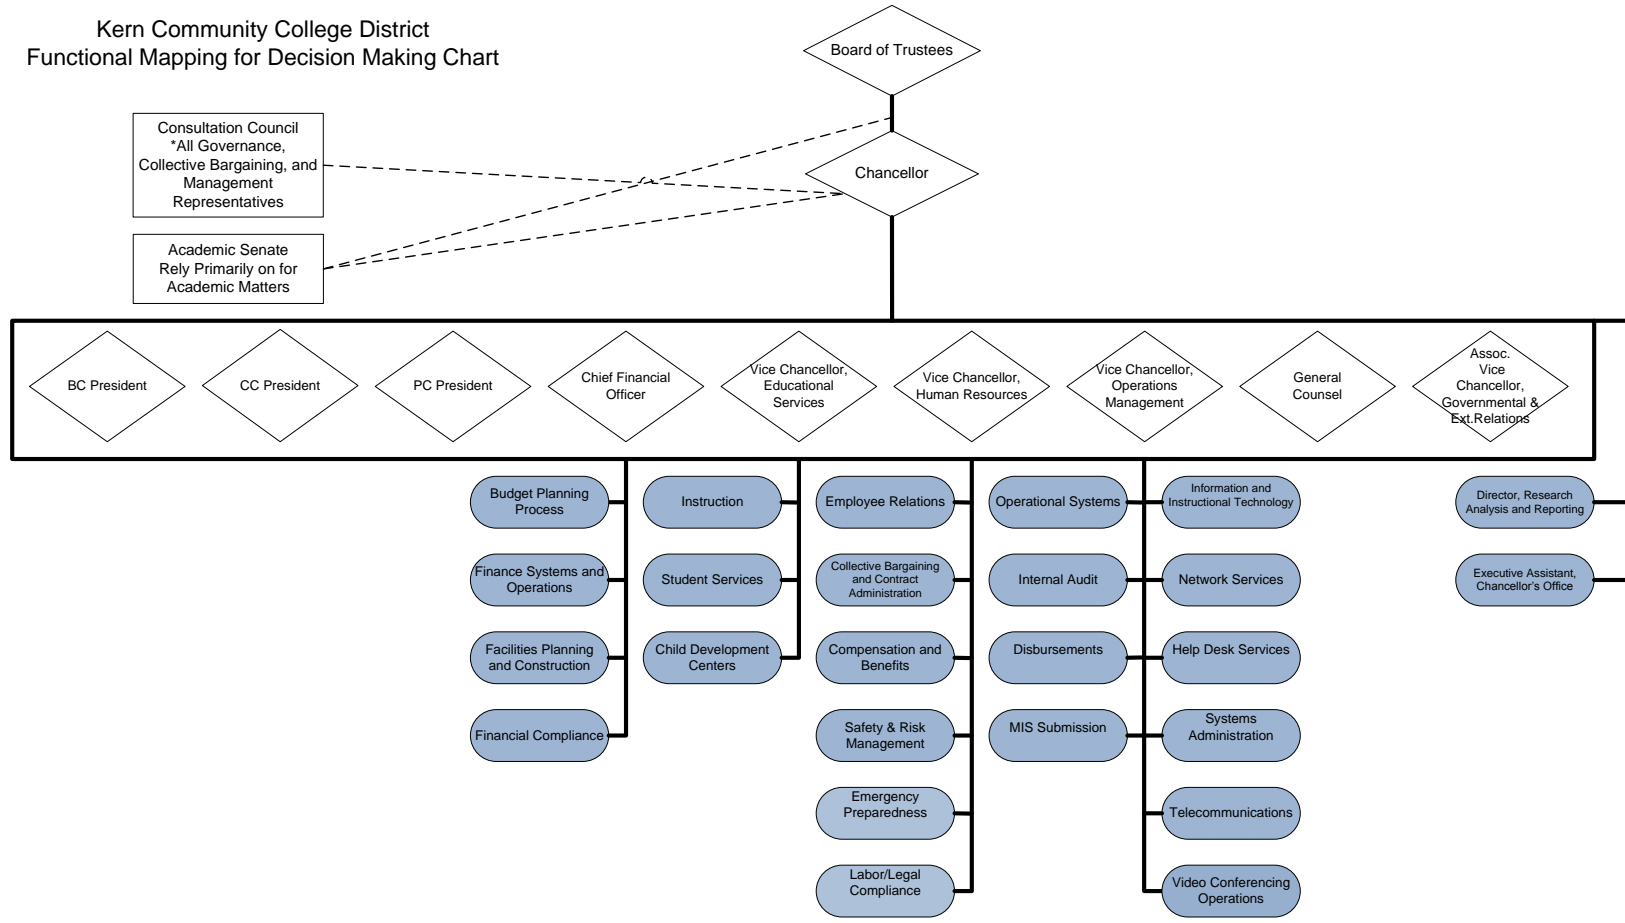 Kern Community College District
Functional Mapping for Decision Making Chart
Board of Trustees
Consultation Council
*All Governance,
Collective Bargaining, and
Management
Representatives
Chancellor
Academic Senate
Rely Primarily on for
Academic Matters
BC President
CC President
PC President
Chief Financial
Officer
Vice Chancellor,
Educational
Services
Vice Chancellor,
Human Resources
Vice Chancellor,
Operations
Management
General
Counsel
Assoc.
Vice
Chancellor,
Governmental &
Ext.Relations
Budget Planning
Process
Instruction
Employee Relations
Operational Systems
Information and
Instructional Technology
Director, Research
Analysis and Reporting
Finance Systems and
Operations
Student Services
Collective Bargaining
and Contract
Administration
Internal Audit
Network Services
Executive Assistant,
Chancellor's Office
Facilities Planning
and Construction
Child Development
Centers
Compensation and
Benefits
Disbursements
Help Desk Services
Financial Compliance
Safety & Risk
Management
MIS Submission
Systems
Administration
Emergency
Preparedness
Telecommunications
Labor/Legal
Compliance
Video Conferencing
Operations